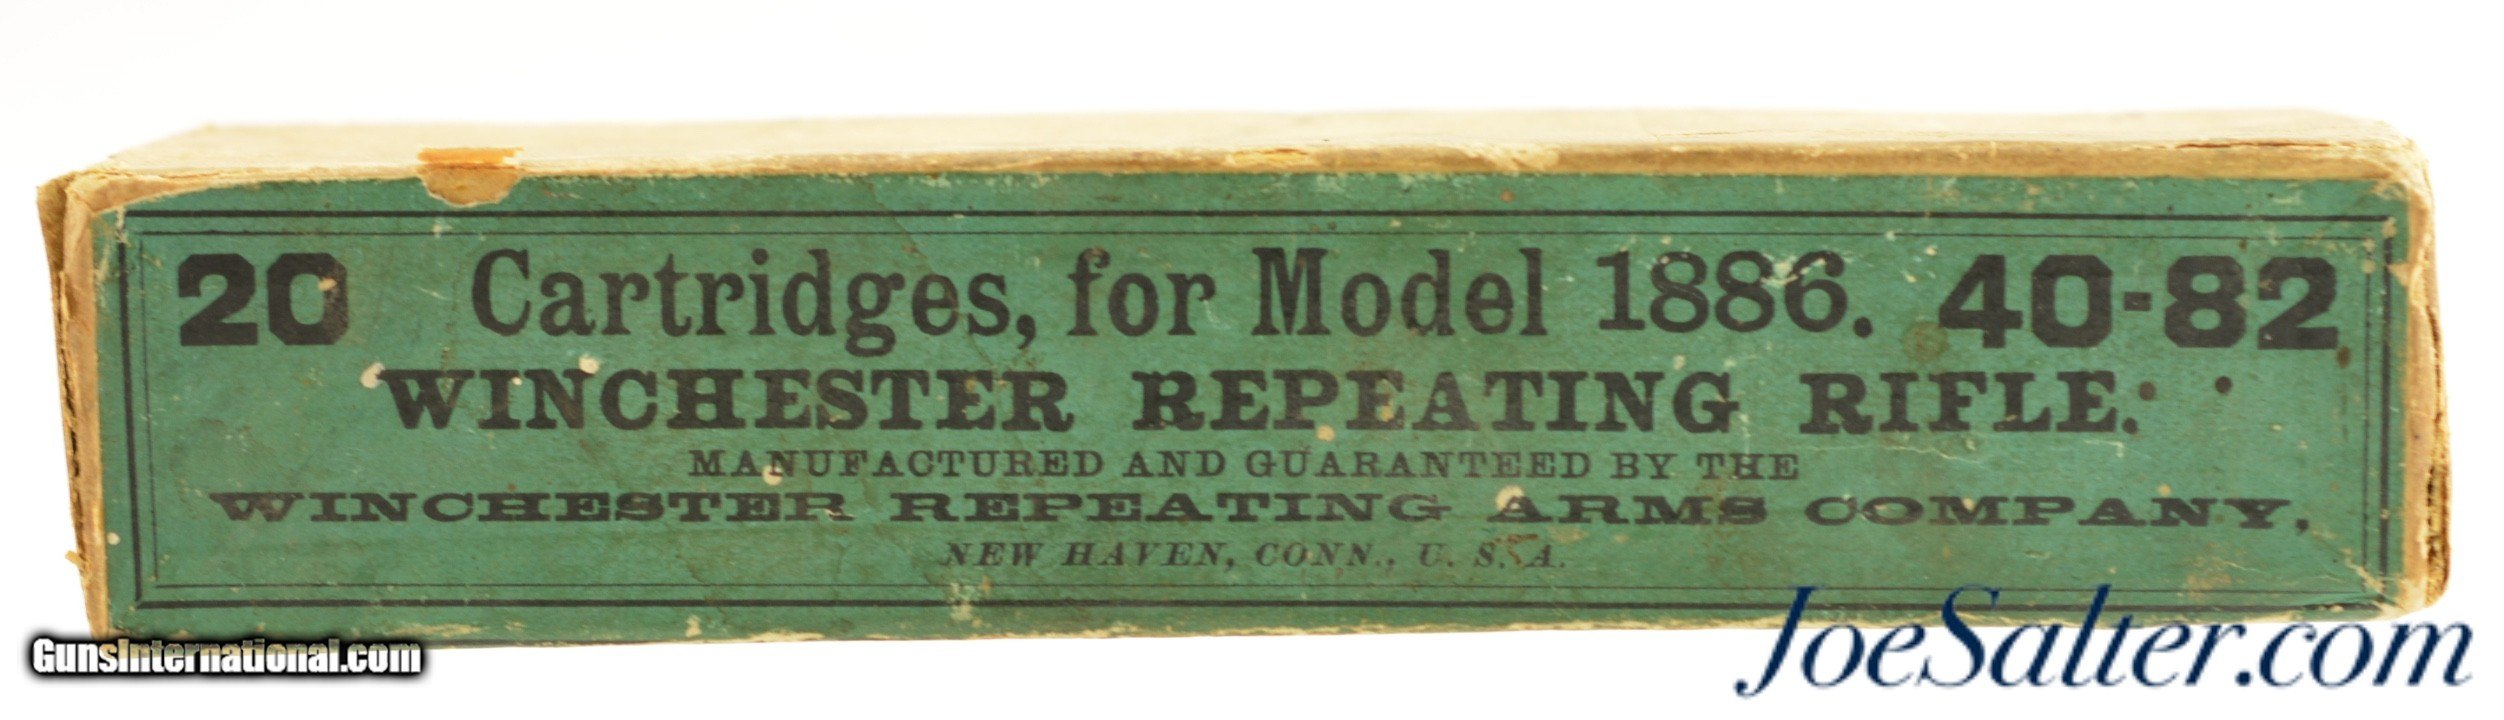 20 Cartridges, for Model 1886. 40-82
WINCHESTER REPEATING RIFLE.
MANUFACTURED AND GUARANTEED BY THE
WINCHESTER REPEATING ARMS COMPANY,
NEW HAVEN, CONN., U. S. A.
GunsInternational.com
JoeSalter.com